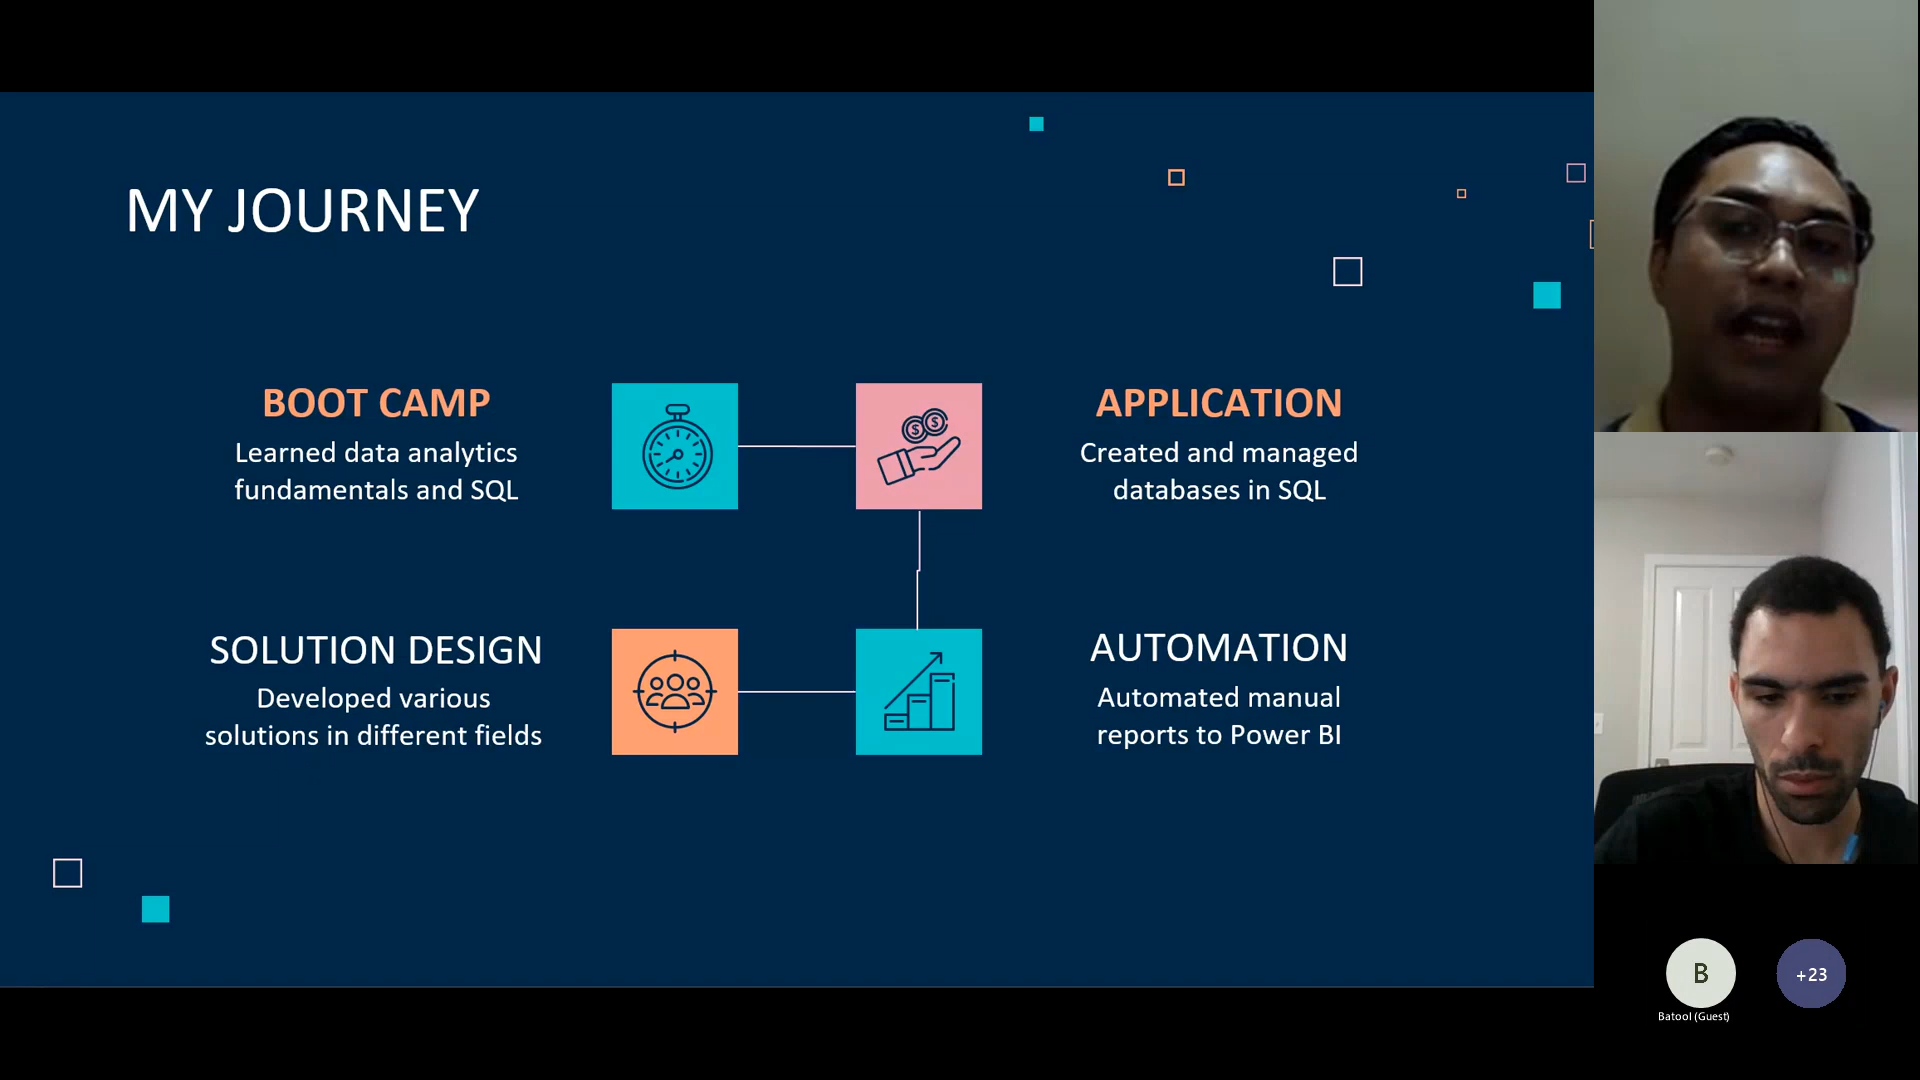 MY JOURNEY
BOOT CAMP
Learned data analytics
fundamentals and SQL
APPLICATION
Created and managed
databases in SQL
SOLUTION DESIGN
Developed various
solutions in different fields
AUTOMATION
Automated manual
reports to Power BI
$ $
B
+23
Batool (Guest)